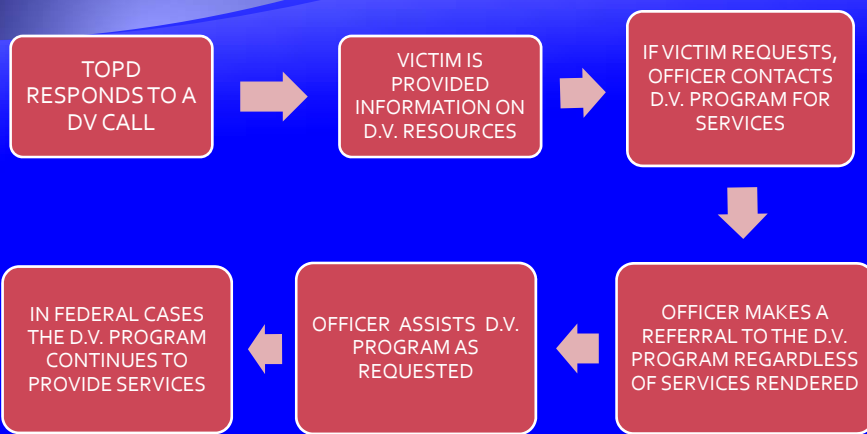 TOPD
RESPONDS TO A
DV CALL
VICTIM IS
PROVIDED
INFORMATION ON
D.V. RESOURCES
IF VICTIM REQUESTS,
OFFICER CONTACTS
D.V. PROGRAM FOR
SERVICES
OFFICER MAKES A
REFERRAL TO THE D.V.
PROGRAM REGARDLESS
OF SERVICES RENDERED
OFFICER ASSISTS D.V.
PROGRAM AS
REQUESTED
IN FEDERAL CASES
THE D.V. PROGRAM
CONTINUES TO
PROVIDE SERVICES